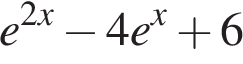 e^{2x} − 4e^{x} + 6